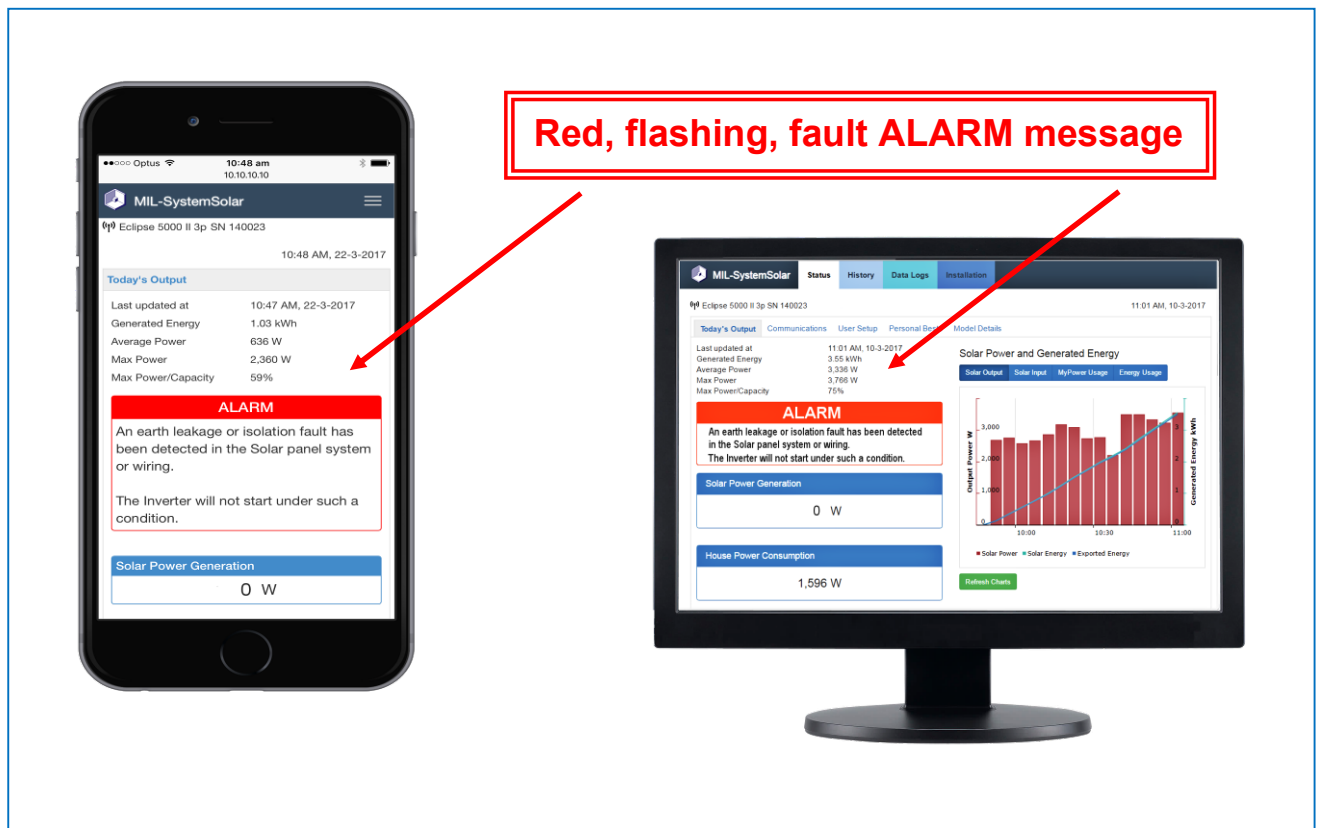 Red, flashing, fault ALARM message
Optus
10:48 am
10.10.10.10
MIL-SystemSolar
Eclipse 5000 II 3p SN 140023
10:48 AM, 22-3-2017
Today's Output
Last updated at 10:47 AM, 22-3-2017
Generated Energy 1.03 kWh
Average Power 636 W
Max Power 2,360 W
Max Power/Capacity 59%
ALARM
An earth leakage or isolation fault has
been detected in the Solar panel system
or wiring.
The Inverter will not start under such a
condition.
Solar Power Generation
0 W
MIL-SystemSolar Status History Data Logs Installation
Eclipse 5000 II 3p SN 140023 11:01 AM, 10-3-2017
Today's Output Communications User Setup Personal Best Model Details
Last updated at 11:01 AM, 10-3-2017
Generated Energy 3.55 kWh
Average Power 3,336 W
Max Power 3,766 W
Max Power/Capacity 75%
ALARM
An earth leakage or isolation fault has been detected
in the Solar panel system or wiring.
The Inverter will not start under such a condition.
Solar Power Generation
0 W
House Power Consumption
1,596 W
Solar Power and Generated Energy
Solar Output Solar Input MyPower Usage Energy Usage
Output Power W
3,000
2,000
1,000
0
3
2
1
0
Generated Energy kWh
10:00 10:30 11:00
Solar Power Solar Energy Exported Energy
Refresh Charts